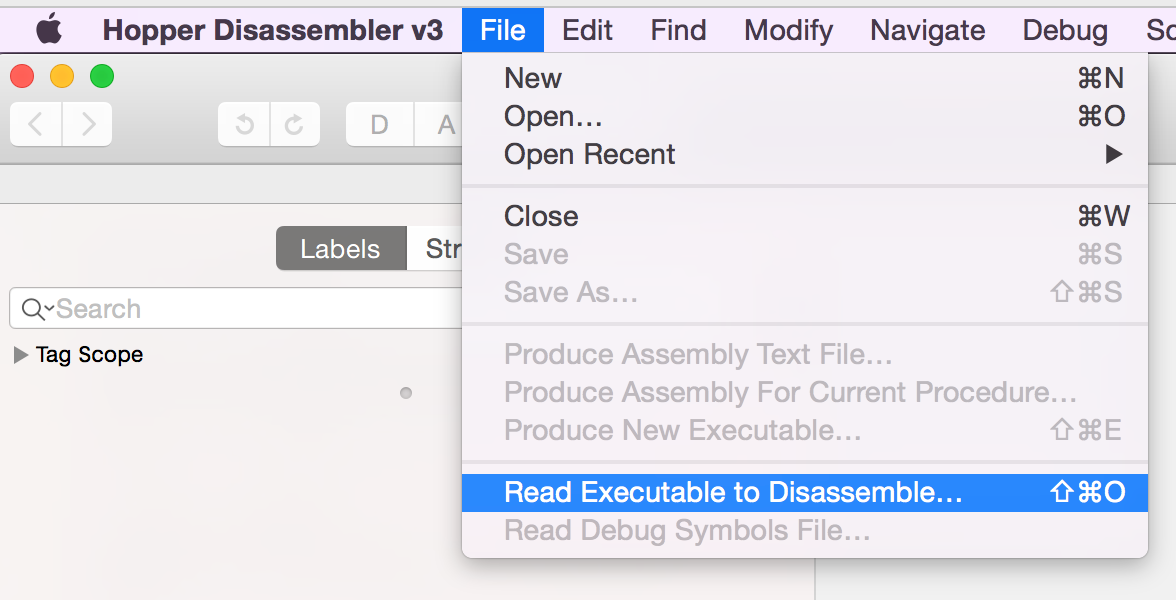 Hopper Disassembler v3 File Edit Find Modify Navigate Debug Sc
New ⌘N
D A Open… ⌘O
Open Recent ▶
Close ⌘W
Labels Str
Save ⌘S
Save As… ⇧⌘S
Search
Tag Scope
Produce Assembly Text File…
Produce Assembly For Current Procedure…
Produce New Executable… ⇧⌘E
Read Executable to Disassemble… ⇧⌘O
Read Debug Symbols File…